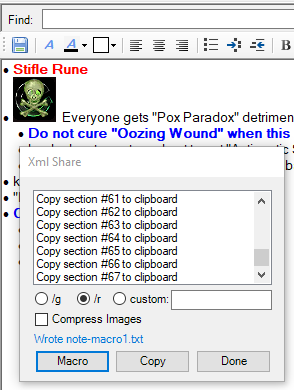 Find:
A A B
• Stifle Rune
Everyone gets "Pox Paradox" detrimen
• Do not cure "Oozing Wound" when this
Xml Share
Copy section #61 to clipboard
Copy section #62 to clipboard
Copy section #63 to clipboard
Copy section #64 to clipboard
Copy section #65 to clipboard
Copy section #66 to clipboard
Copy section #67 to clipboard
/g /r custom:
Compress Images
Wrote note-macro1.txt
Macro Copy Done